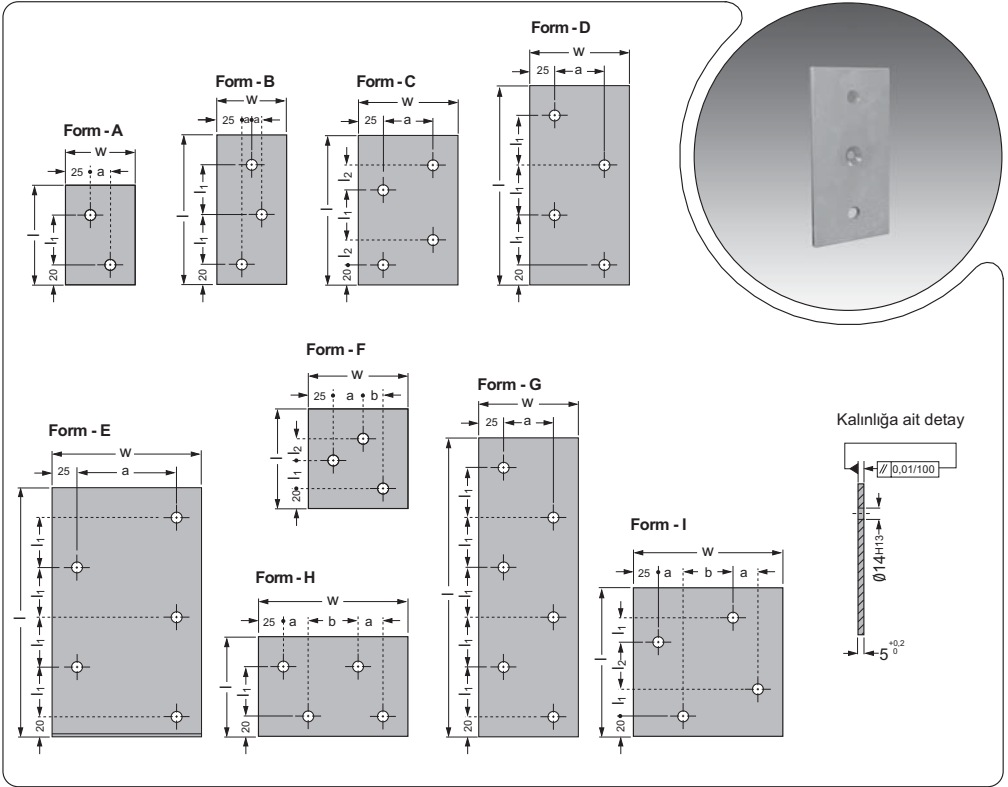 Form - A
w
25 a
l
l1
20
Form - B
w
25 a a
l
l1
l1
20
Form - C
w
25 a
l
l2
l1
l2
20
Form - D
w
25 a
l
l1
l1
l1
20
Form - E
w
25 a
l
l1
l1
l1
l1
20
Form - F
w
25 a b
l
l2
l1
20
Form - G
w
25 a
l
l1
l1
l1
l1
l1
20
Form - H
w
25 a b a
l
l1
20
Form - I
w
25 a b a
l
l1
l2
l1
20
Kalınlığa ait detay
// 0,01/100
Ø14H13
5 +0,2 0